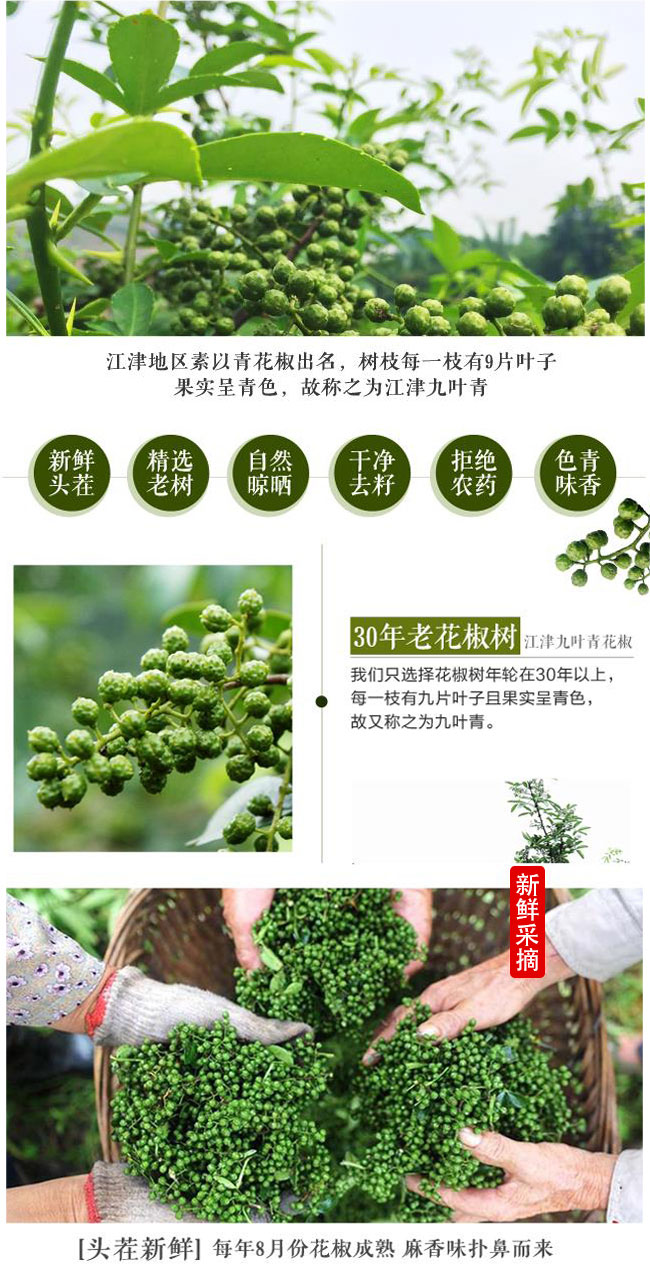 江津地区素以青花椒出名，树枝每一枝有9片叶子
果实呈青色，故称之为江津九叶青
新鲜
头茬
精选
老树
自然
晾晒
干净
去籽
拒绝
农药
色青
味香
30年老花椒树 江津九叶青花椒
我们只选择花椒树年轮在30年以上，
每一枝有九片叶子且果实呈青色，
故又称之为九叶青。
新鲜采摘
[头茬新鲜] 每年8月份花椒成熟 麻香味扑鼻而来